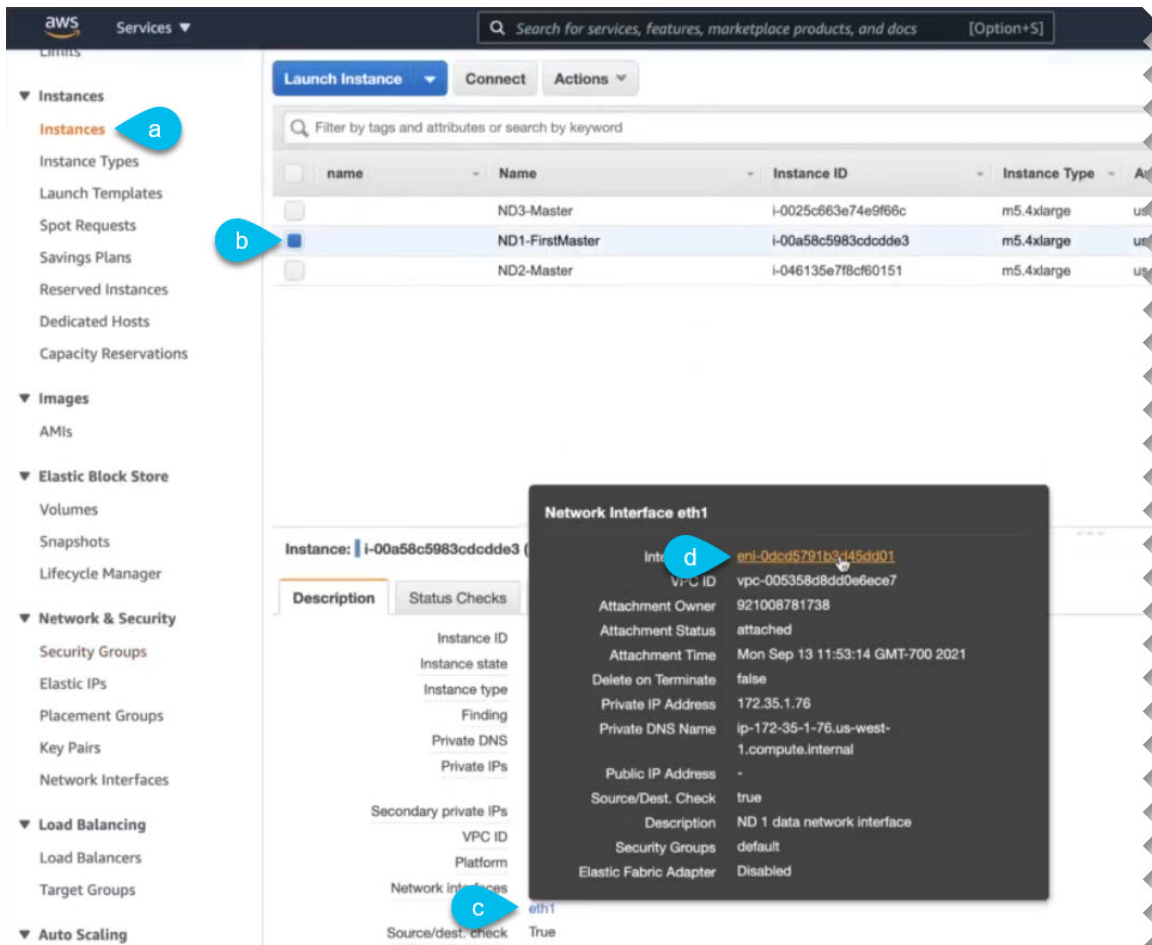 aws
Services ▼
Search for services, features, marketplace products, and docs [Option+S]
Limits
Instances
Instances
a
Instance Types
Launch Templates
Spot Requests
b
Savings Plans
Reserved Instances
Dedicated Hosts
Capacity Reservations
Images
AMIs
Elastic Block Store
Volumes
Snapshots
Lifecycle Manager
Network & Security
Security Groups
Elastic IPs
Placement Groups
Key Pairs
Network Interfaces
Load Balancing
Load Balancers
Target Groups
Auto Scaling
Launch Instance Connect Actions
Filter by tags and attributes or search by keyword
name Name Instance ID Instance Type
ND3-Master i-0025c663e74e9f66c m5.4xlarge us
ND1-FirstMaster i-00a58c5983cdcdde3 m5.4xlarge us
ND2-Master i-046135e7f8cf60151 m5.4xlarge us
Instance: i-00a58c5983cdcdde3 (
Description Status Checks
Instance ID
Instance state
Instance type
Finding
Private DNS
Private IPs
Secondary private IPs
VPC ID
Platform
Network interfaces
c eth1
Source/dest. check True
Network Interface eth1
d eni-0dcd5791b3d45dd01
VPC ID vpc-005358d8dd0e6ece7
Attachment Owner 921008781738
Attachment Status attached
Attachment Time Mon Sep 13 11:53:14 GMT-700 2021
Delete on Terminate false
Private IP Address 172.35.1.76
Private DNS Name ip-172-35-1-76.us-west-
1.compute.internal
Public IP Address -
Source/Dest. Check true
Description ND 1 data network interface
Security Groups default
Elastic Fabric Adapter Disabled